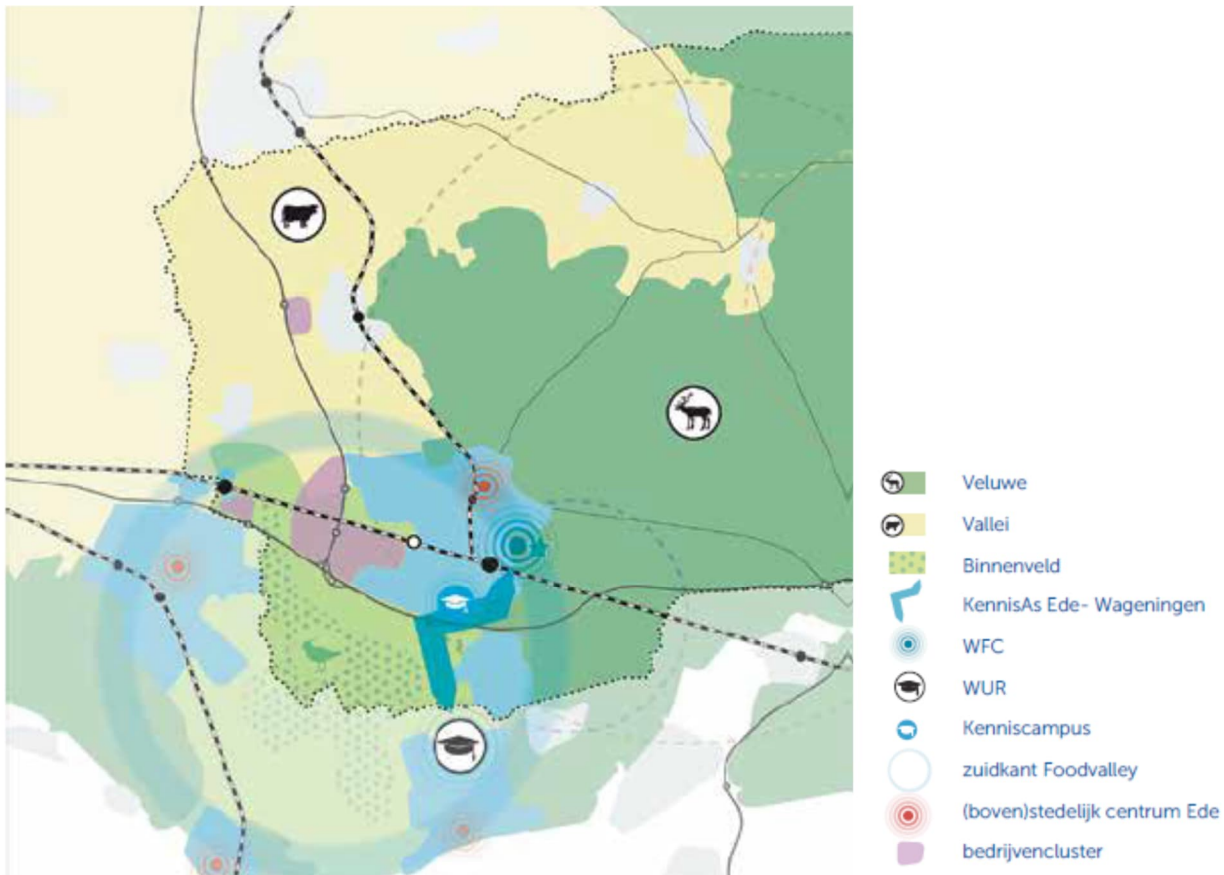 Veluwe
Vallei
Binnenveld
KennisAs Ede- Wageningen
WFC
WUR
Kenniscampus
zuidkant Foodvalley
(boven)stedelijk centrum Ede
bedrijvencluster